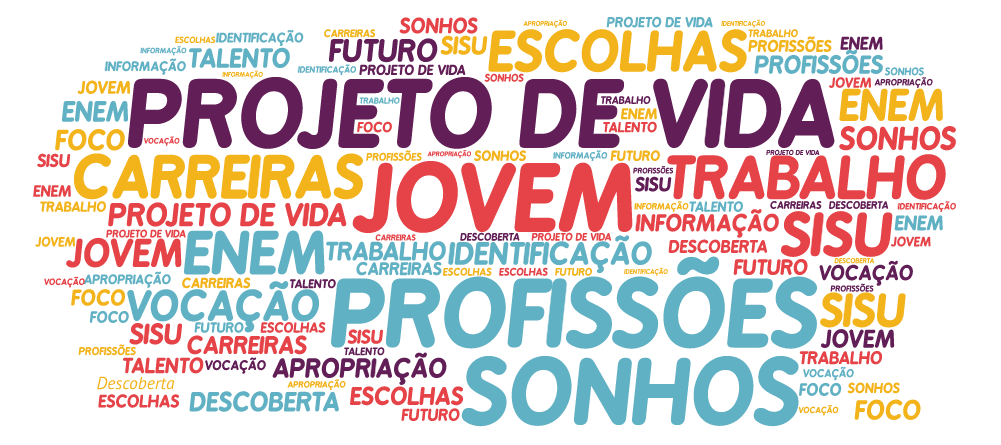 SONHOS APROPRIAÇÃO PROJETO DE VIDA IDENTIFICAÇÃO
ESCOLHAS IDENTIFICAÇÃO CARREIRAS FUTURO SISU ESCOLHAS TRABALHO
INFORMAÇÃO TALENTO PROFISSÕES ENEM
INFORMAÇÃO INFORMAÇÃO IDENTIFICAÇÃO PROJETO DE VIDA SONHOS PROFISSÕES SONHOS
JOVEM JOVEM APROPRIAÇÃO
ENEM PROJETO DE VIDA ENEM
TRABALHO TRABALHO
ENEM
FOCO VOCAÇÃO FOCO TALENTO SONHOS
SISU CARREIRAS PROFISSÕES APROPRIAÇÃO SONHOS INFORMAÇÃO FUTURO PROJETO DE VIDA
ENEM JOVEM PROFISSÕES SISU TRABALHO
TRABALHO PROJETO DE VIDA INFORMAÇÃO TALENTO CARREIRAS DESCOBERTA IDENTIFICAÇÃO
INFORMAÇÃO SISU ENEM
JOVEM PROJETO DE VIDA CARREIRAS DESCOBERTA PROJETO DE VIDA JOVEM
JOVEM ENEM TRABALHO IDENTIFICAÇÃO DESCOBERTA
CARREIRAS ESCOLHAS ESCOLHAS FUTURO IDENTIFICAÇÃO FUTURO DESCOBERTA
VOCAÇÃO APROPRIAÇÃO CARREIRAS TALENTO VOCAÇÃO
FOCO VOCAÇÃO PROFISSÕES PROFISSÕES
FOCO SISU
SISU FUTURO ESCOLHAS SISU JOVEM
PROFISSÕES CARREIRAS TALENTO TRABALHO
TALENTO VOCAÇÃO APROPRIAÇÃO SONHOS VOCAÇÃO
Descoberta APROPRIAÇÃO FOCO SONHOS
ESCOLHAS DESCOBERTA ESCOLHAS
FUTURO VOCAÇÃO FOCO